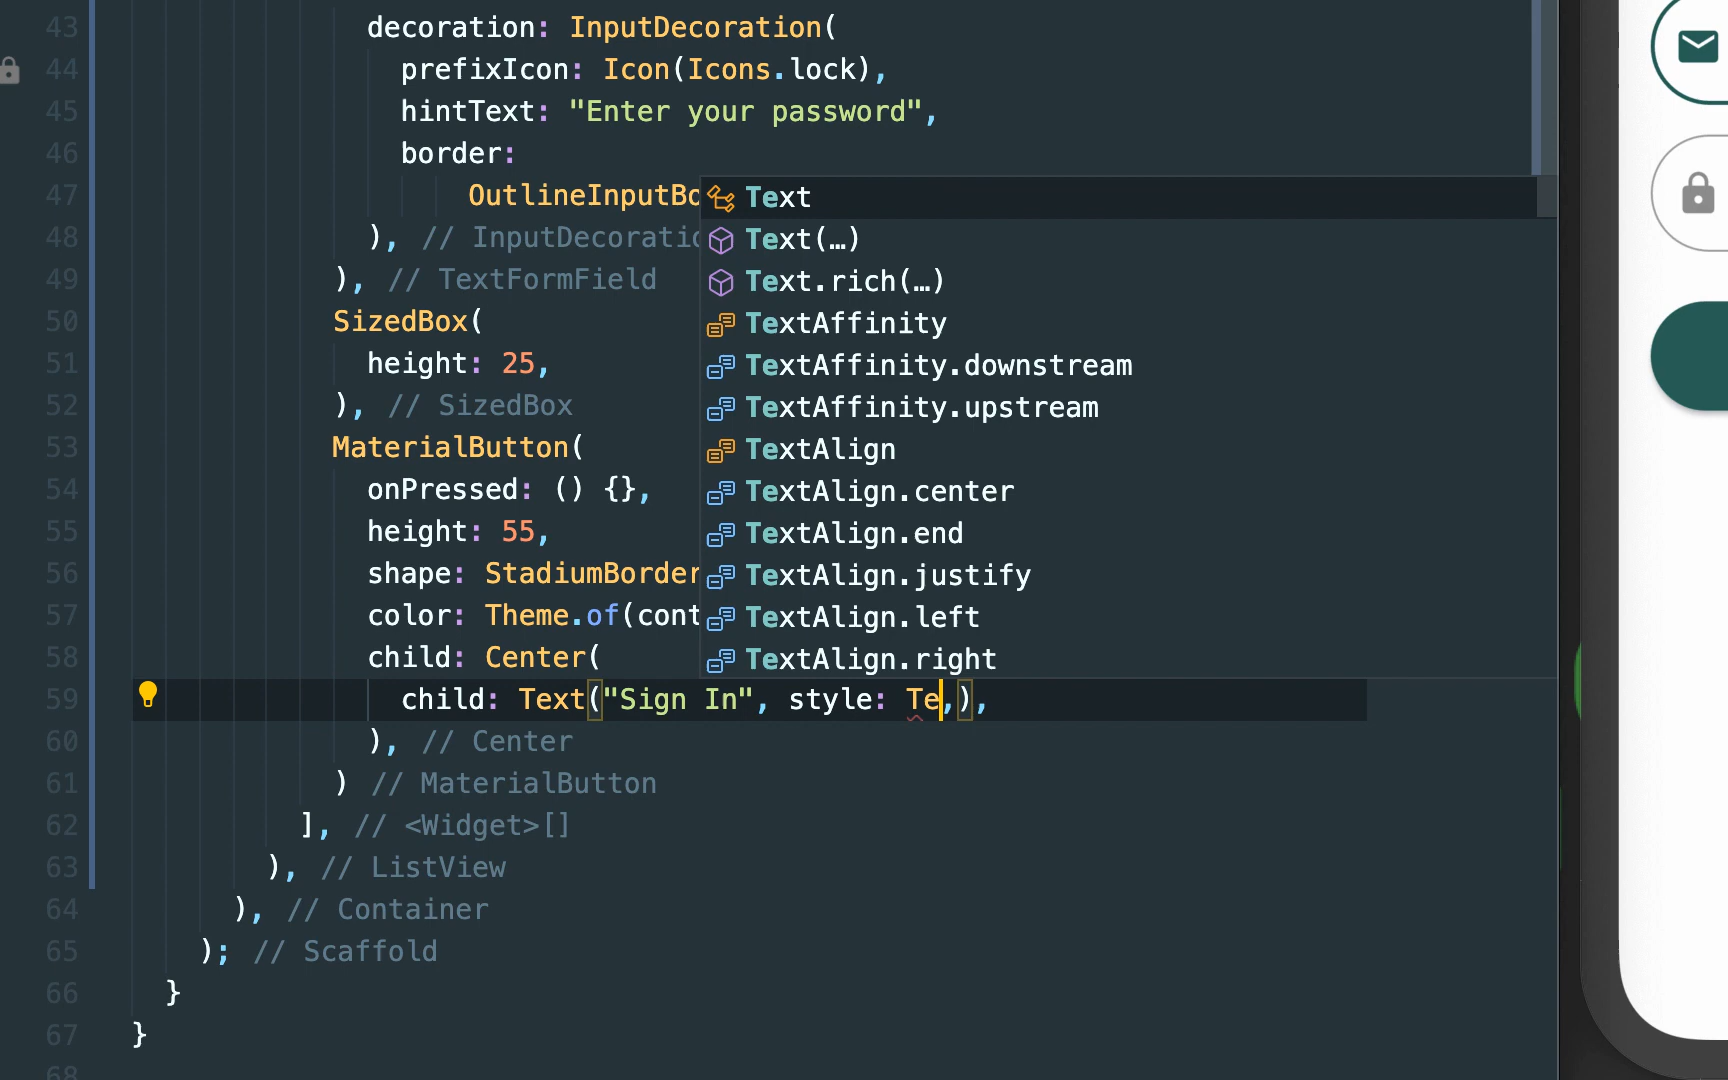 43 decoration: InputDecoration(
44 prefixIcon: Icon(Icons.lock),
45 hintText: "Enter your password",
46 border:
47 OutlineInputBo
48 ), // InputDecoratio
49 ), // TextFormField
50 SizedBox(
51 height: 25,
52 ), // SizedBox
53 MaterialButton(
54 onPressed: () {},
55 height: 55,
56 shape: StadiumBorder
57 color: Theme.of(cont
58 child: Center(
59 child: Text("Sign In", style: Te,),
60 ), // Center
61 ) // MaterialButton
62 ], // <Widget>[]
63 ), // ListView
64 ), // Container
65 ); // Scaffold
66 }
67 }
68
Text
Text(…)
Text.rich(…)
TextAffinity
TextAffinity.downstream
TextAffinity.upstream
TextAlign
TextAlign.center
TextAlign.end
TextAlign.justify
TextAlign.left
TextAlign.right